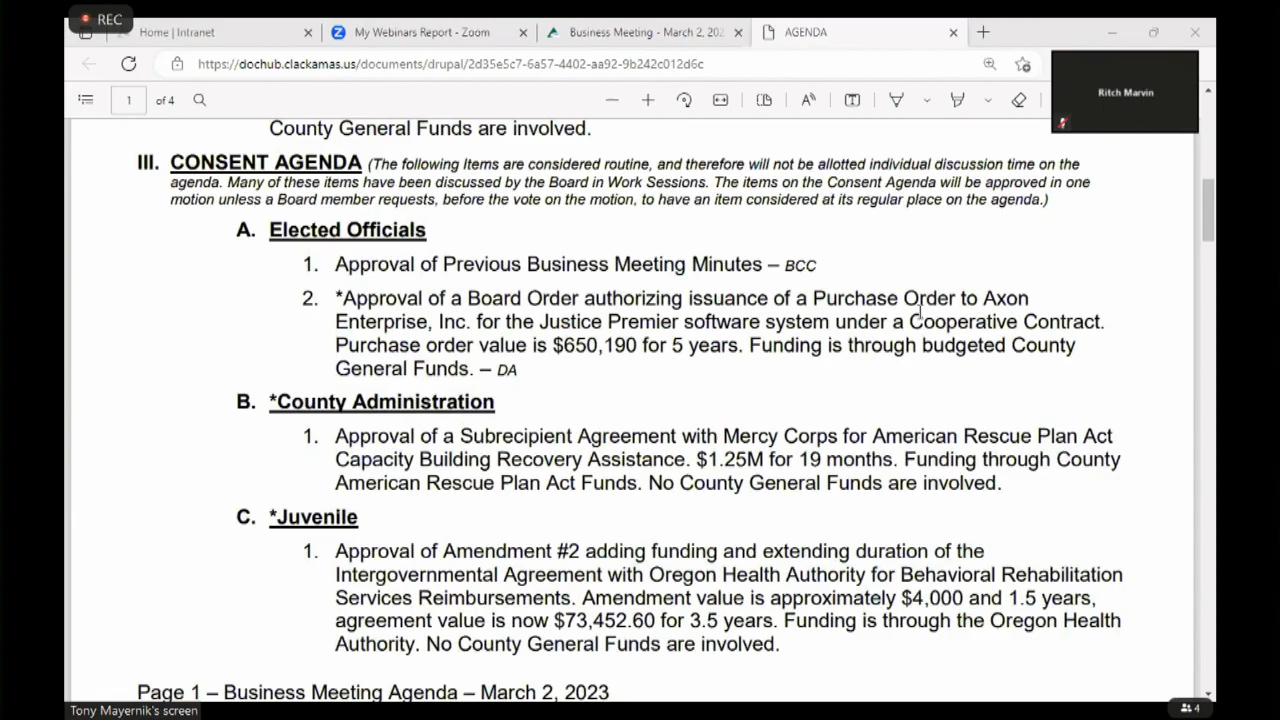 REC
Home | Intranet
My Webinars Report - Zoom
Business Meeting - March 2, 202
AGENDA
https://dochub.clackamas.us/documents/drupal/2d35e5c7-6a57-4402-aa92-9b242c012d6c
1 of 4
Ritch Marvin
County General Funds are involved.
III. CONSENT AGENDA (The following Items are considered routine, and therefore will not be allotted individual discussion time on the
agenda. Many of these items have been discussed by the Board in Work Sessions. The items on the Consent Agenda will be approved in one
motion unless a Board member requests, before the vote on the motion, to have an item considered at its regular place on the agenda.)
A. Elected Officials
1. Approval of Previous Business Meeting Minutes – BCC
2. *Approval of a Board Order authorizing issuance of a Purchase Order to Axon
Enterprise, Inc. for the Justice Premier software system under a Cooperative Contract.
Purchase order value is $650,190 for 5 years. Funding is through budgeted County
General Funds. – DA
B. *County Administration
1. Approval of a Subrecipient Agreement with Mercy Corps for American Rescue Plan Act
Capacity Building Recovery Assistance. $1.25M for 19 months. Funding through County
American Rescue Plan Act Funds. No County General Funds are involved.
C. *Juvenile
1. Approval of Amendment #2 adding funding and extending duration of the
Intergovernmental Agreement with Oregon Health Authority for Behavioral Rehabilitation
Services Reimbursements. Amendment value is approximately $4,000 and 1.5 years,
agreement value is now $73,452.60 for 3.5 years. Funding is through the Oregon Health
Authority. No County General Funds are involved.
Page 1 – Business Meeting Agenda – March 2, 2023
Tony Mayernik's screen
4